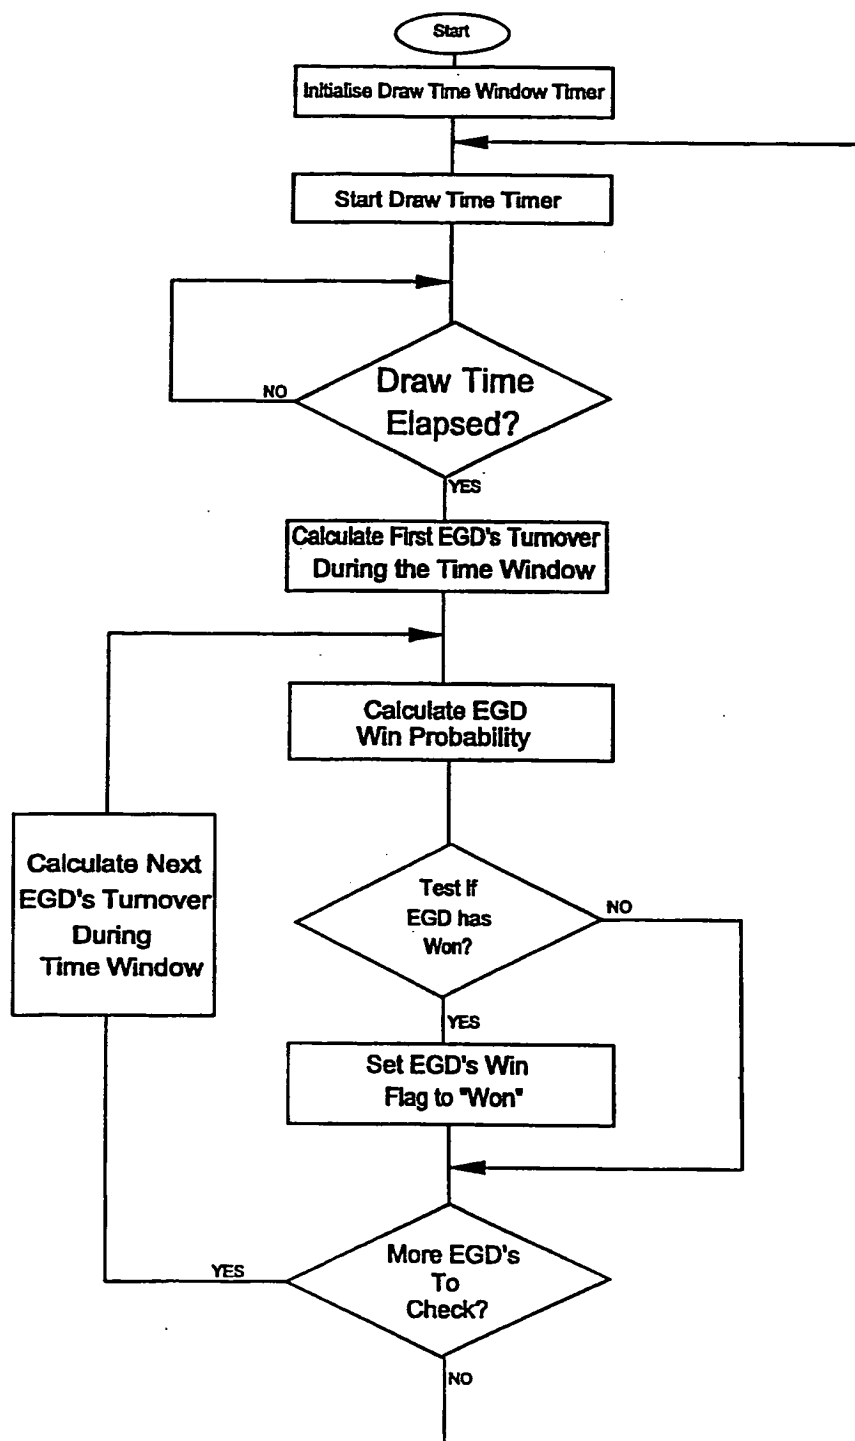 Start
Initialise Draw Time Window Timer
Start Draw Time Timer
Draw Time
Elapsed?
NO
YES
Calculate First EGD's Turnover
During the Time Window
Calculate EGD
Win Probability
Calculate Next
EGD's Turnover
During
Time Window
Test If
EGD has
Won?
NO
YES
Set EGD's Win
Flag to "Won"
More EGD's
To
Check?
YES
NO